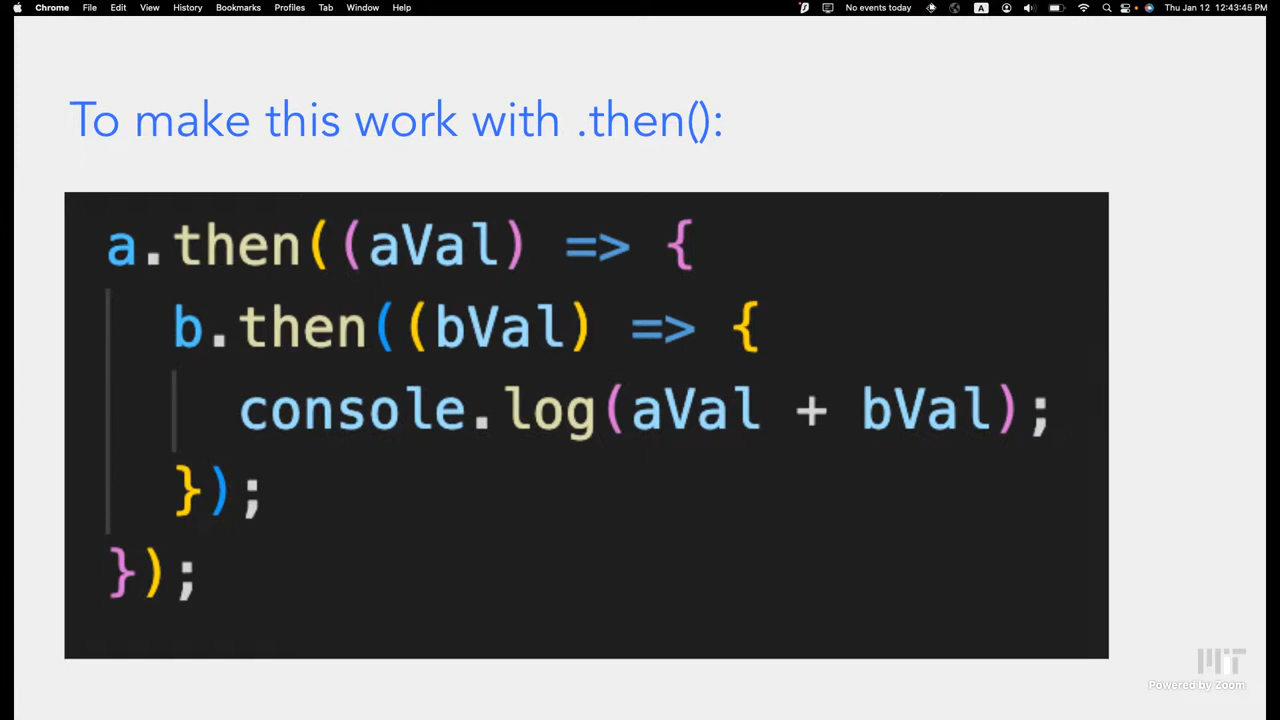 Chrome File Edit View History Bookmarks Profiles Tab Window Help No events today A Thu Jan 12 12:43:45 PM
To make this work with .then():
a.then((aVal) => {
b.then((bVal) => {
console.log(aVal + bVal);
});
});
MIT
Powered by Zoom